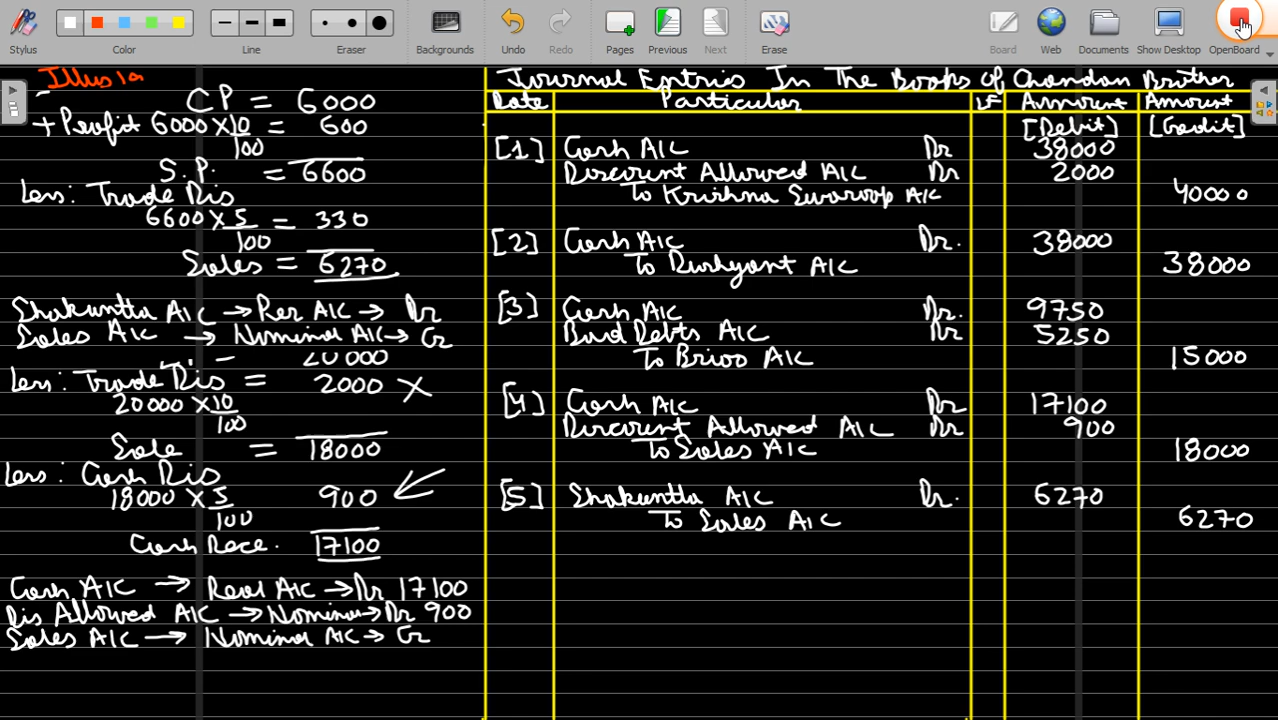 Stylus
Color
Line
Eraser
Backgrounds
Undo
Redo
Pages
Previous
Next
Erase
Board
Web
Documents
Show Desktop
OpenBoard
CP = 6000
+ Profit 6000 X 10/100 = 600
S.P. = 6600
Less: Trade Dis
6600 X 5/100 = 330
Sales = 6270
Shakuntla A/C → Per A/C → Dr
Sales A/C → Nominal A/C → Cr
20000
Less: Trade Dis = 2000 X
20000 X 10/100
Sale = 18000
Less: Cash Dis
18000 X 5/100 900
Cash Rece. 17100
Cash A/C → Real A/C → Dr 17100
Dis Allowed A/C → Nominal → Dr 900
Sales A/C → Nominal A/C → Cr
Journal Entries In The Books of Chandan Brother
Date Particular LF Ammount Amount
[Debit] [Credit]
[1] Cash A/C Dr 38000
Discount Allowed A/C Dr 2000
To Krishna Swaroop A/C 40000
[2] Cash A/C Dr. 38000
To Dushyant A/C 38000
[3] Cash A/C Dr. 9750
Bad Debts A/C Dr 5250
To A/C 15000
[4] Cash A/C Dr 17100
Discount Allowed A/C Dr 900
To Sales A/C 18000
[5] Shakuntla A/C Dr. 6270
To Sales A/C 6270